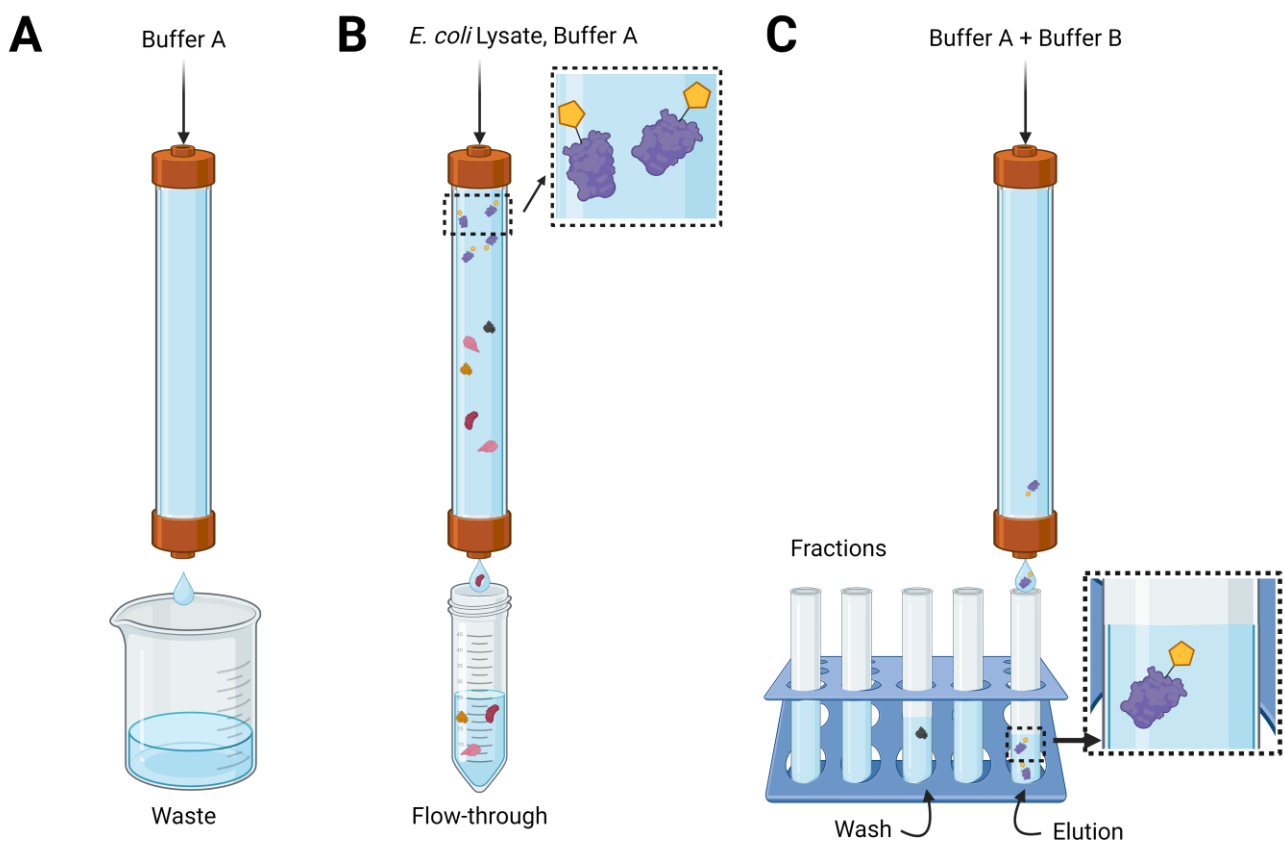 A
Buffer A
Waste
B
E. coli Lysate, Buffer A
Flow-through
C
Buffer A + Buffer B
Fractions
Wash
Elution